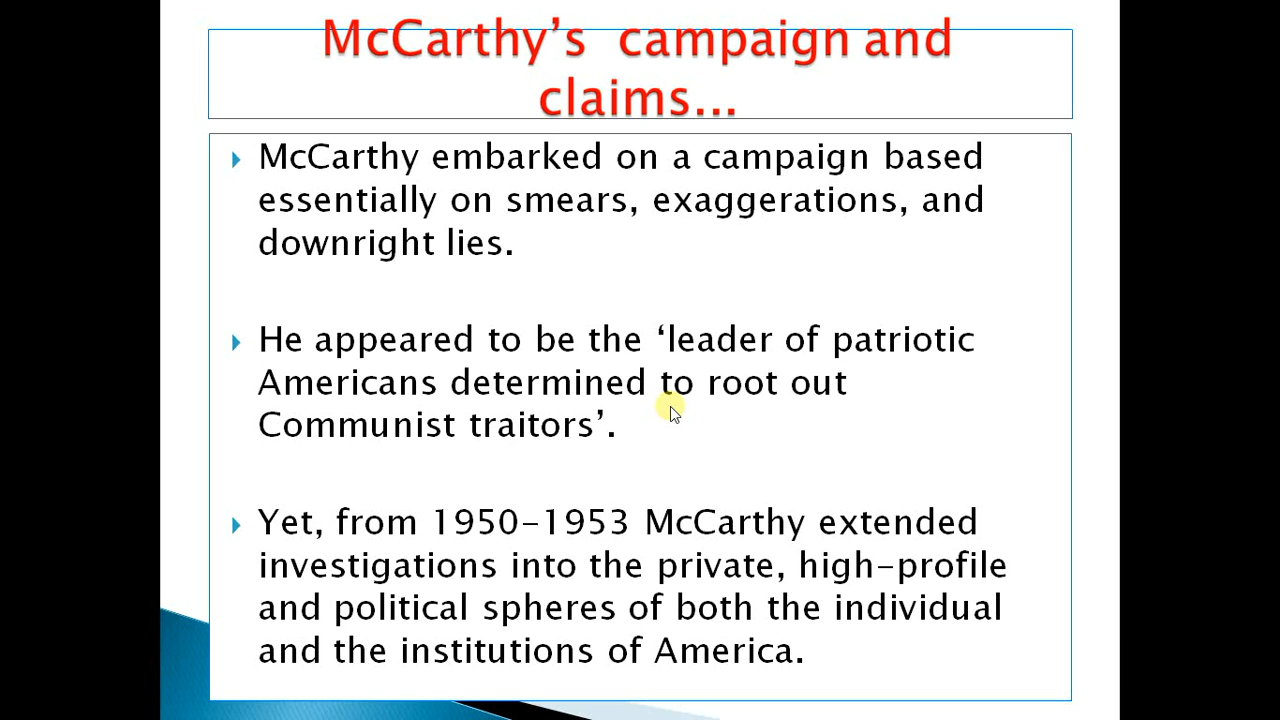 McCarthy’s  campaign and
claims...
McCarthy embarked on a campaign based
essentially on smears, exaggerations, and
downright lies.
He appeared to be the ‘leader of patriotic
Americans determined to root out
Communist traitors’.
Yet, from 1950-1953 McCarthy extended
investigations into the private, high-profile
and political spheres of both the individual
and the institutions of America.